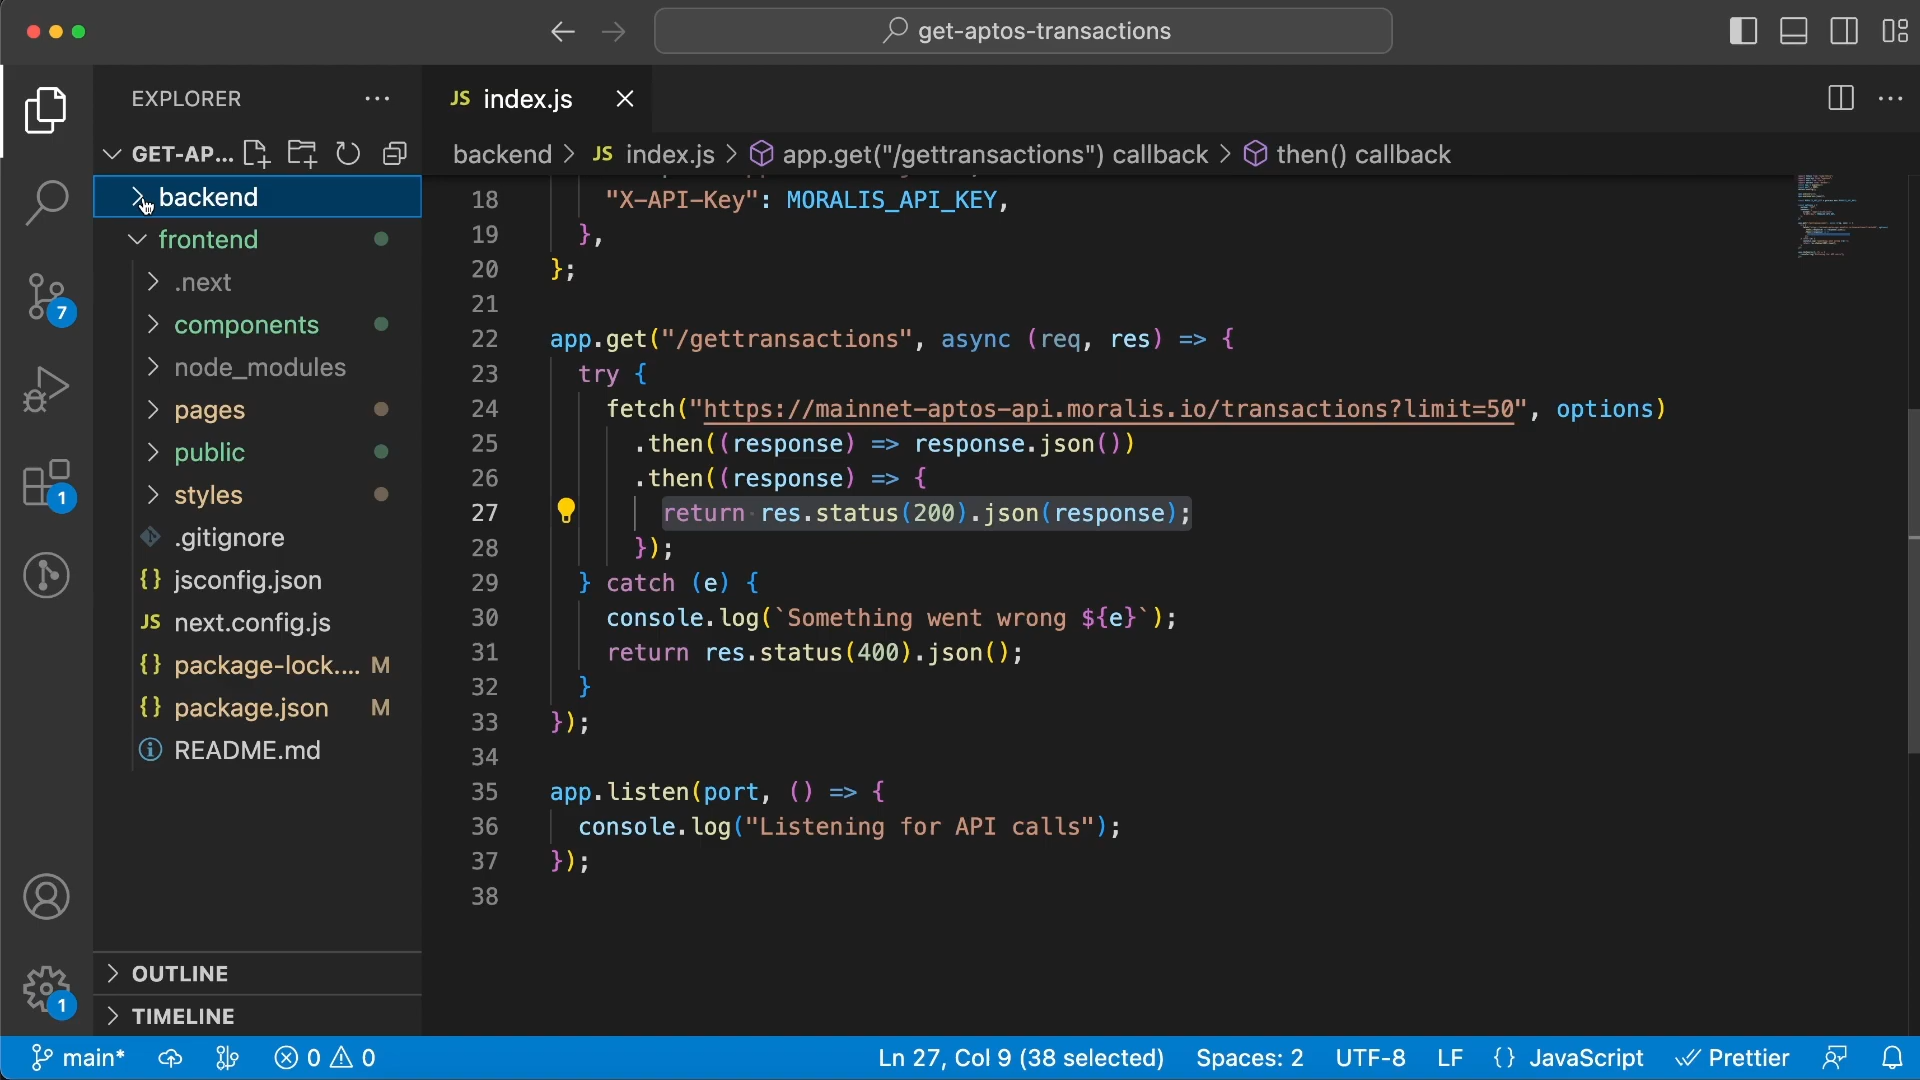 get-aptos-transactions
EXPLORER
JS index.js
GET-AP...
backend > JS index.js > app.get("/gettransactions") callback > then() callback
backend
frontend
.next
components
node_modules
pages
public
styles
.gitignore
{} jsconfig.json
JS next.config.js
{} package-lock.... M
{} package.json M
README.md
OUTLINE
TIMELINE
7
1
1
18 "X-API-Key": MORALIS_API_KEY,
19 },
20 };
21
22 app.get("/gettransactions", async (req, res) => {
23 try {
24 fetch("https://mainnet-aptos-api.moralis.io/transactions?limit=50", options)
25 .then((response) => response.json())
26 .then((response) => {
27 return res.status(200).json(response);
28 });
29 } catch (e) {
30 console.log(`Something went wrong ${e}`);
31 return res.status(400).json();
32 }
33 });
34
35 app.listen(port, () => {
36 console.log("Listening for API calls");
37 });
38
main* 0 0 Ln 27, Col 9 (38 selected) Spaces: 2 UTF-8 LF {} JavaScript Prettier